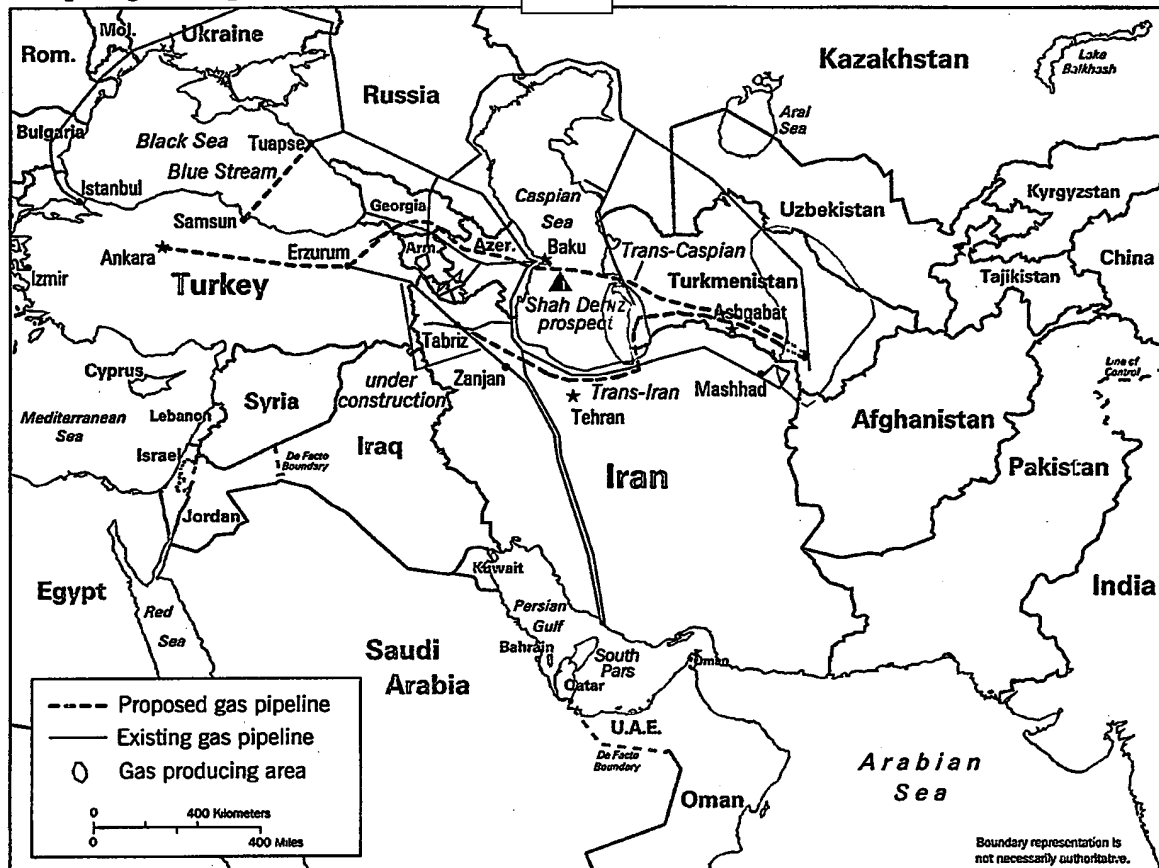 Mol.
Ukraine
Rom.
Kazakhstan
Lake
Balkhash
Russia
Aral
Sea
Bulgaria
Black Sea
Tuapse
Blue Stream
Istanbul
Kyrgyzstan
Caspian
Sea
Samsun
Georgia
Uzbekistan
Ankara
Erzurum
Arm.
Azer.
Baku
Trans-Caspian
China
Izmir
Turkey
Turkmenistan
Tajikistan
Shah Deniz
prospect
Ashgabat
Tabriz
Cyprus
Zanjan
Trans-Iran
Mashhad
Line of
Control
under
construction
Syria
Tehran
Lebanon
Mediterranean
Sea
Afghanistan
Israel
De Facto
Boundary
Iraq
Iran
Pakistan
Jordan
Kuwait
Egypt
India
Red
Sea
Persian
Gulf
Saudi
Arabia
Bahrain
South
Pars
Oman
Qatar
U.A.E.
De Facto
Boundary
Arabian
Sea
Oman
Proposed gas pipeline
Existing gas pipeline
Gas producing area
0 400 Kilometers
0 400 Miles
Boundary representation is
not necessarily authoritative.